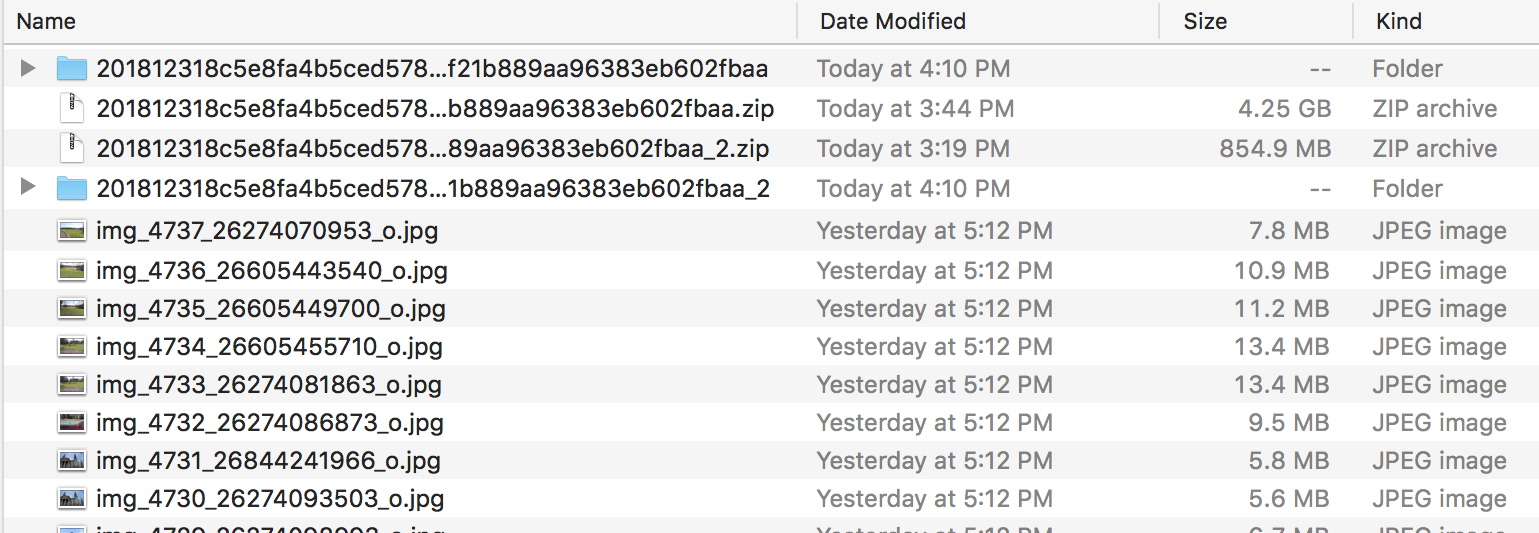 Name Date Modified Size Kind
201812318c5e8fa4b5ced578...f21b889aa96383eb602fbaa Today at 4:10 PM -- Folder
201812318c5e8fa4b5ced578...b889aa96383eb602fbaa.zip Today at 3:44 PM 4.25 GB ZIP archive
201812318c5e8fa4b5ced578...89aa96383eb602fbaa_2.zip Today at 3:19 PM 854.9 MB ZIP archive
201812318c5e8fa4b5ced578...1b889aa96383eb602fbaa_2 Today at 4:10 PM -- Folder
img_4737_26274070953_o.jpg Yesterday at 5:12 PM 7.8 MB JPEG image
img_4736_26605443540_o.jpg Yesterday at 5:12 PM 10.9 MB JPEG image
img_4735_26605449700_o.jpg Yesterday at 5:12 PM 11.2 MB JPEG image
img_4734_26605455710_o.jpg Yesterday at 5:12 PM 13.4 MB JPEG image
img_4733_26274081863_o.jpg Yesterday at 5:12 PM 13.4 MB JPEG image
img_4732_26274086873_o.jpg Yesterday at 5:12 PM 9.5 MB JPEG image
img_4731_26844241966_o.jpg Yesterday at 5:12 PM 5.8 MB JPEG image
img_4730_26274093503_o.jpg Yesterday at 5:12 PM 5.6 MB JPEG image
Yesterday at 5:12 PM JPEG image